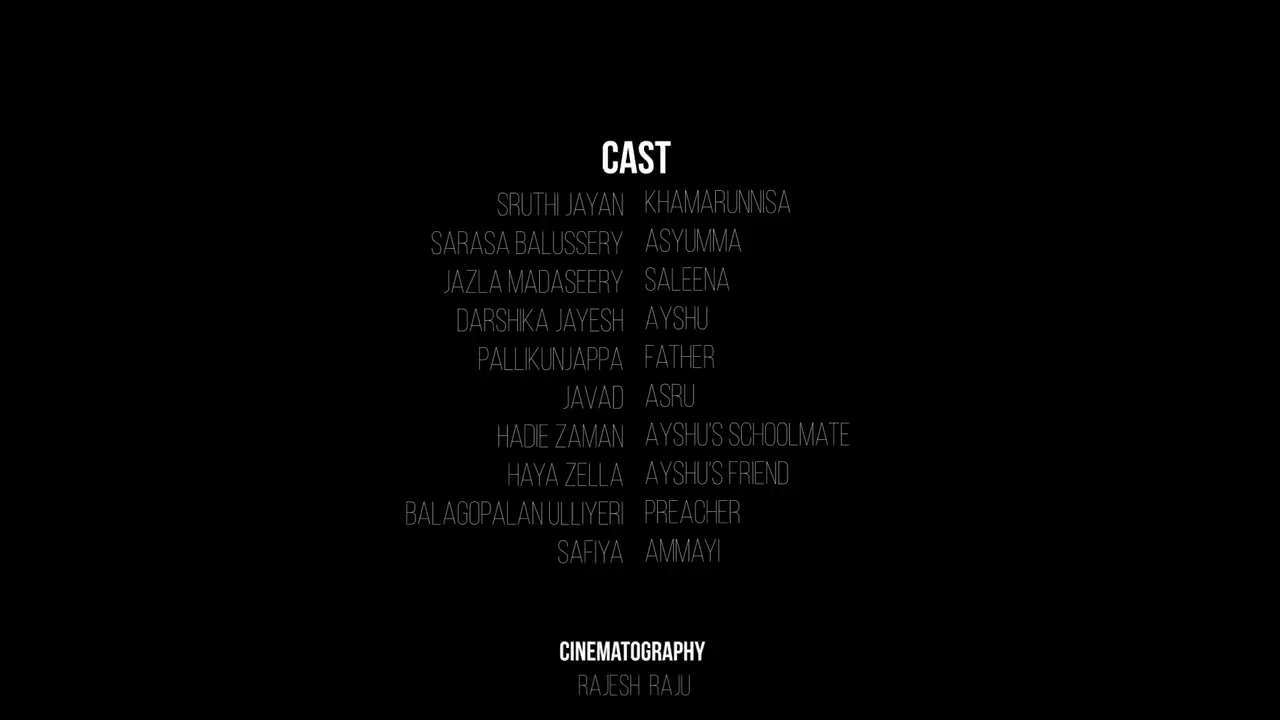 CAST
SRUTHI JAYAN KHAMARUNNISA
SARASA BALUSSERY ASYUMMA
JAZLA MADASEERY SALEENA
DARSHIKA JAYESH AYSHU
PALLIKUNJAPPA FATHER
JAVAD ASRU
HADIE ZAMAN AYSHU'S SCHOOLMATE
HAYA ZELLA AYSHU'S FRIEND
BALAGOPALAN ULLIYERI PREACHER
SAFIYA AMMAYI
CINEMATOGRAPHY
RAJESH RAJU